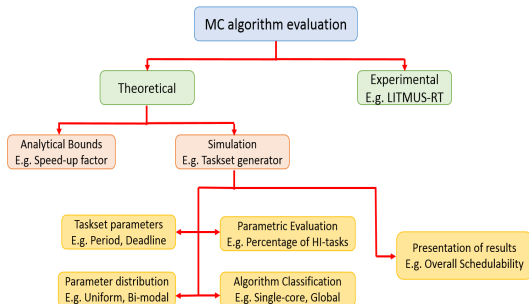 MC algorithm evaluation
Theoretical
Experimental
E.g. LITMUS-RT
Analytical Bounds
E.g. Speed-up factor
Simulation
E.g. Taskset generator
Taskset parameters
E.g. Period, Deadline
Parametric Evaluation
E.g. Percentage of HI-tasks
Presentation of results
E.g. Overall Schedulability
Parameter distribution
E.g. Uniform, Bi-modal
Algorithm Classification
E.g. Single-core, Global